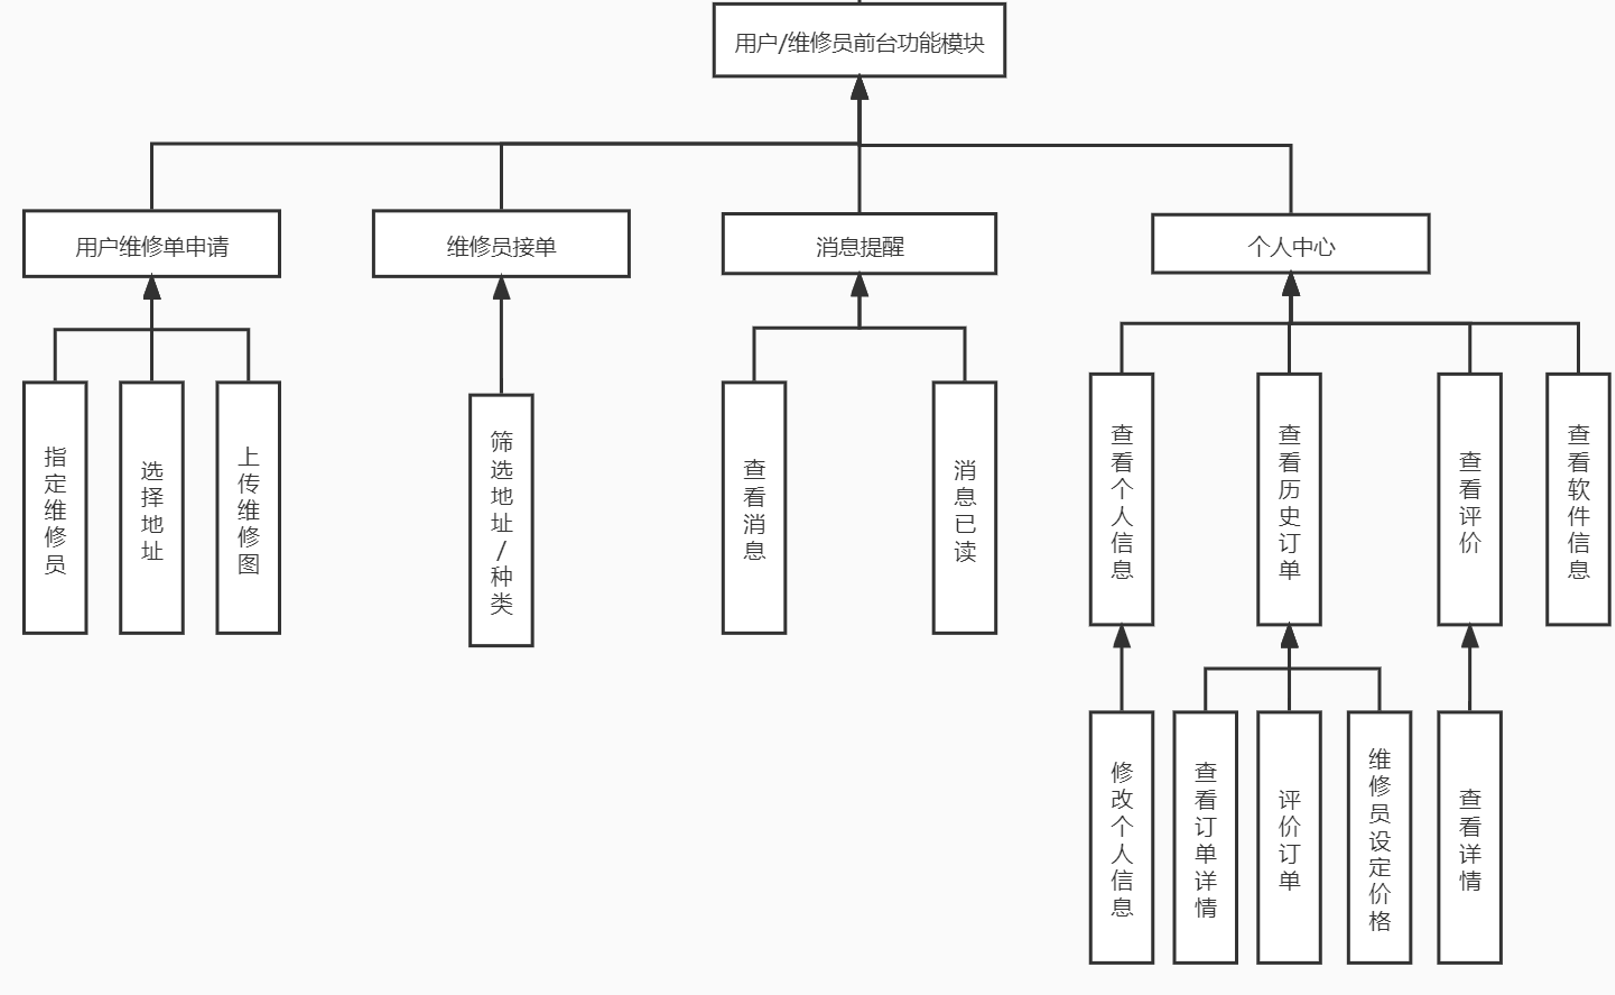 用户/维修员前台功能模块
用户维修单申请
维修员接单
消息提醒
个人中心
指定维修员
选择地址
上传维修图
筛选地址/种类
查看消息
消息已读
查看个人信息
查看历史订单
查看评价
查看软件信息
修改个人信息
查看订单详情
评价订单
维修员设定价格
查看详情